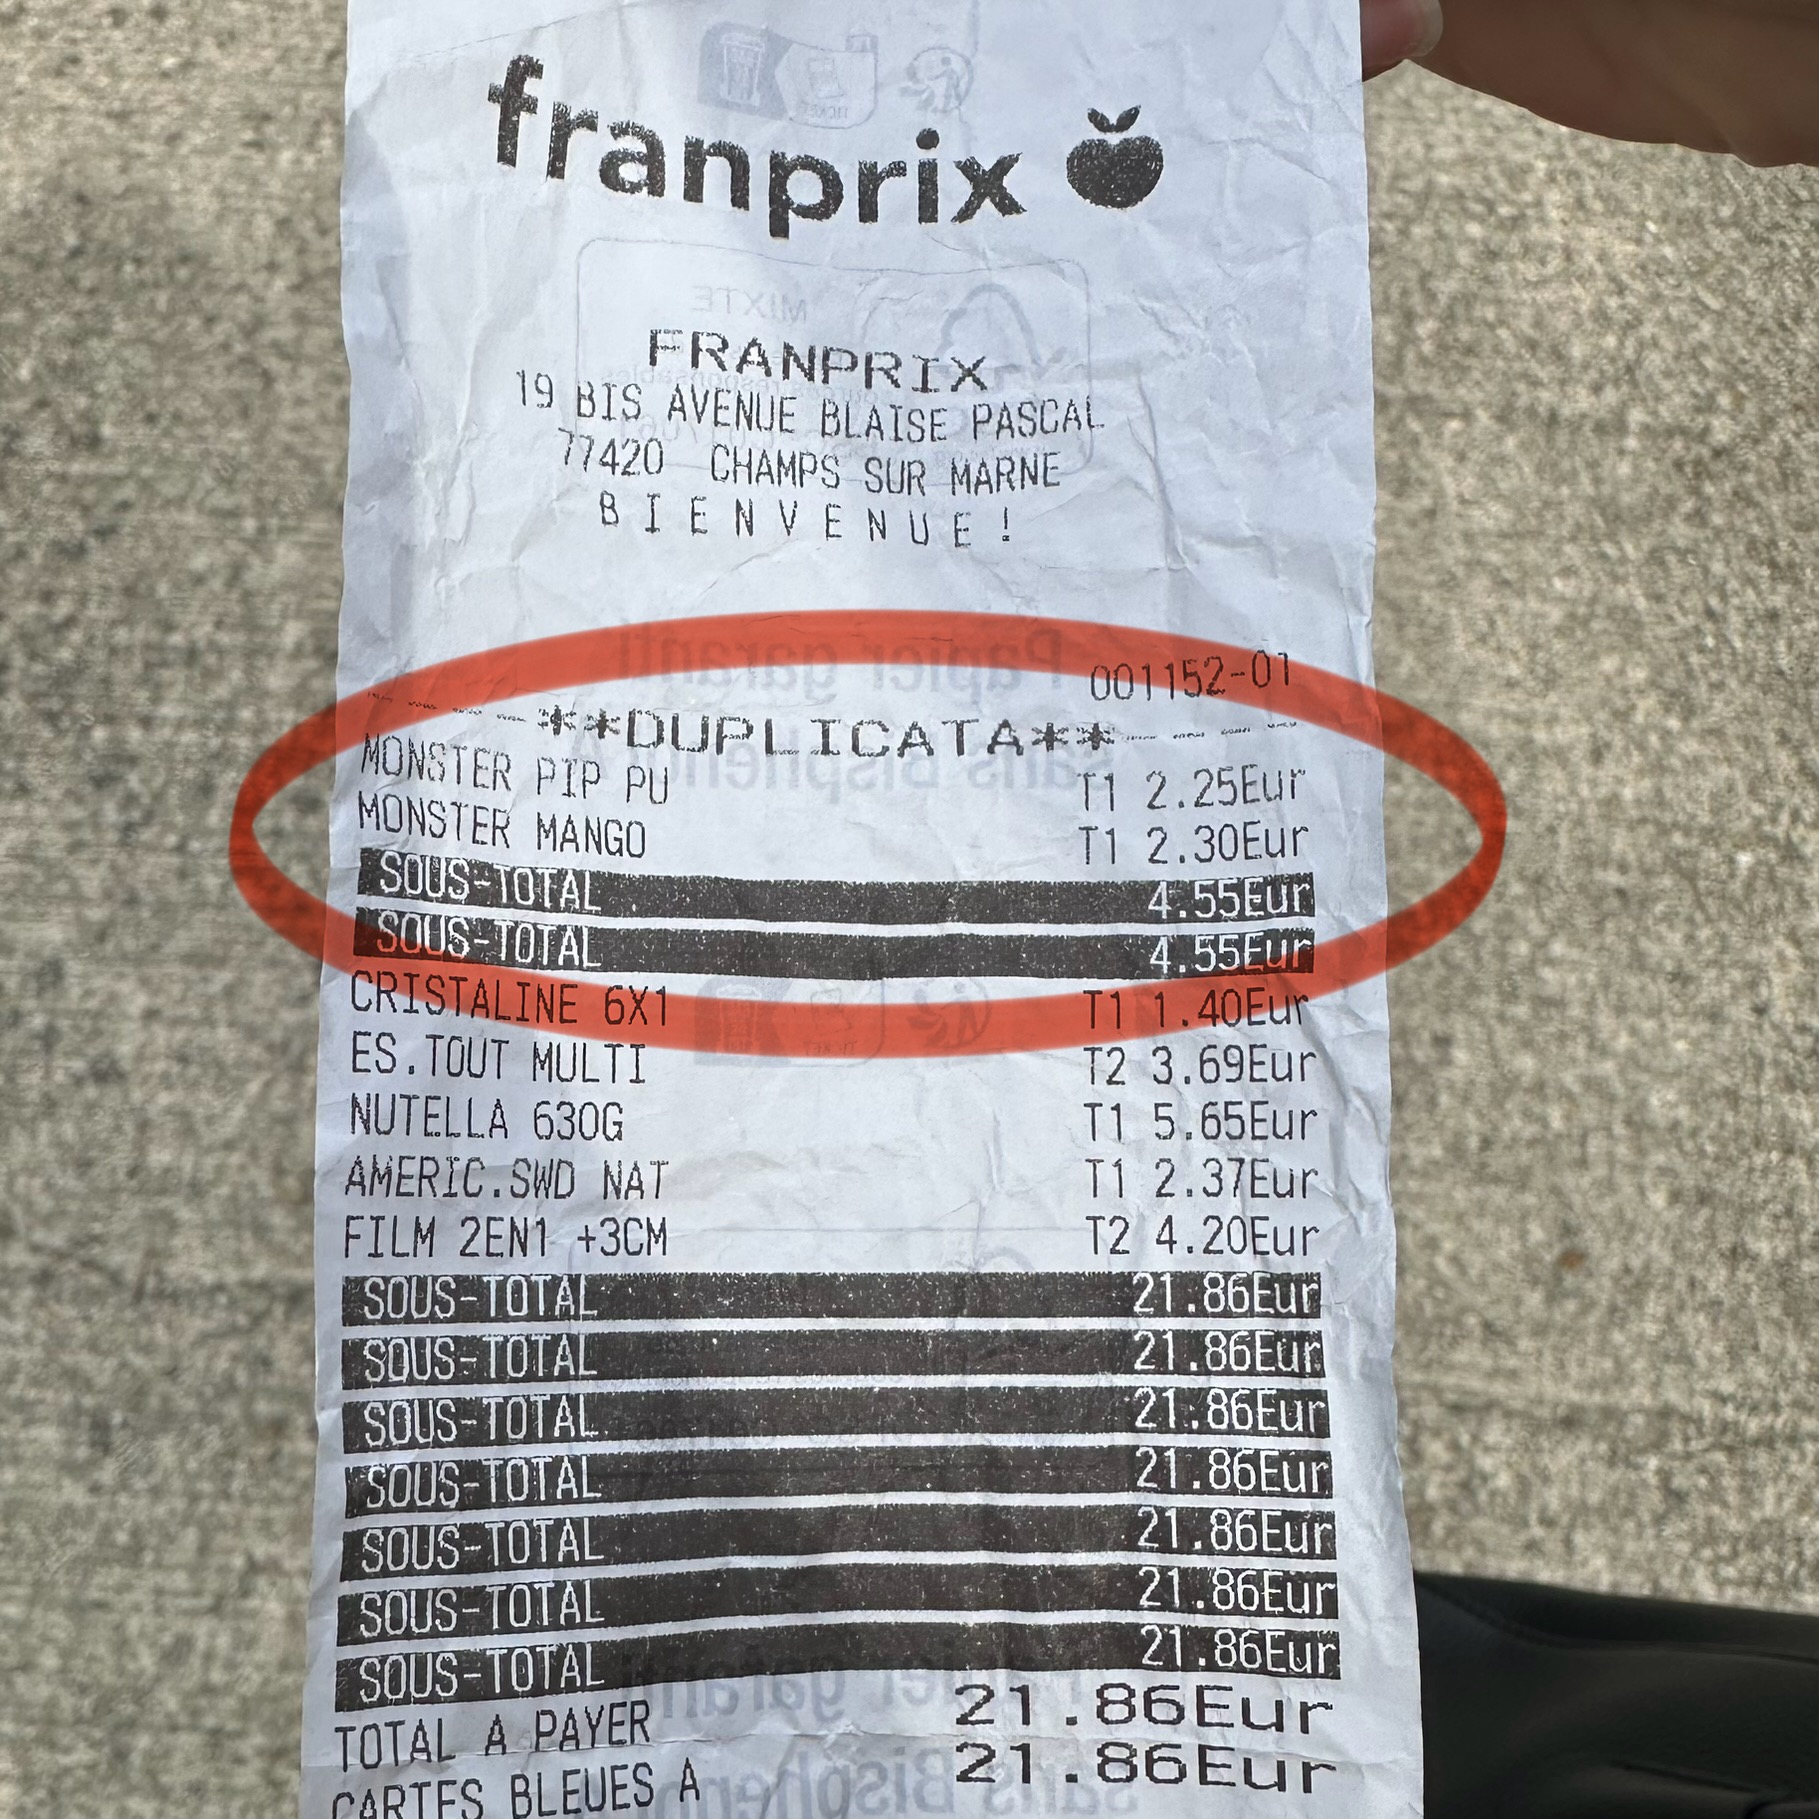 franprix
FRANPRIX
19 BIS AVENUE BLAISE PASCAL
77420 CHAMPS SUR MARNE
BIENVENUE!
001152-01
**DUPLICATA**
MONSTER PIP PU T1 2.25Eur
MONSTER MANGO T1 2.30Eur
SOUS-TOTAL 4.55Eur
SOUS-TOTAL 4.55Eur
CRISTALINE 6X1 T1 1.40Eur
ES.TOUT MULTI T2 3.69Eur
NUTELLA 630G T1 5.65Eur
AMERIC.SWD NAT T1 2.37Eur
FILM 2EN1 +3CM T2 4.20Eur
SOUS-TOTAL 21.86Eur
SOUS-TOTAL 21.86Eur
SOUS-TOTAL 21.86Eur
SOUS-TOTAL 21.86Eur
SOUS-TOTAL 21.86Eur
SOUS-TOTAL 21.86Eur
SOUS-TOTAL 21.86Eur
TOTAL A PAYER 21.86Eur
CARTES BLEUES A 21.86Eur